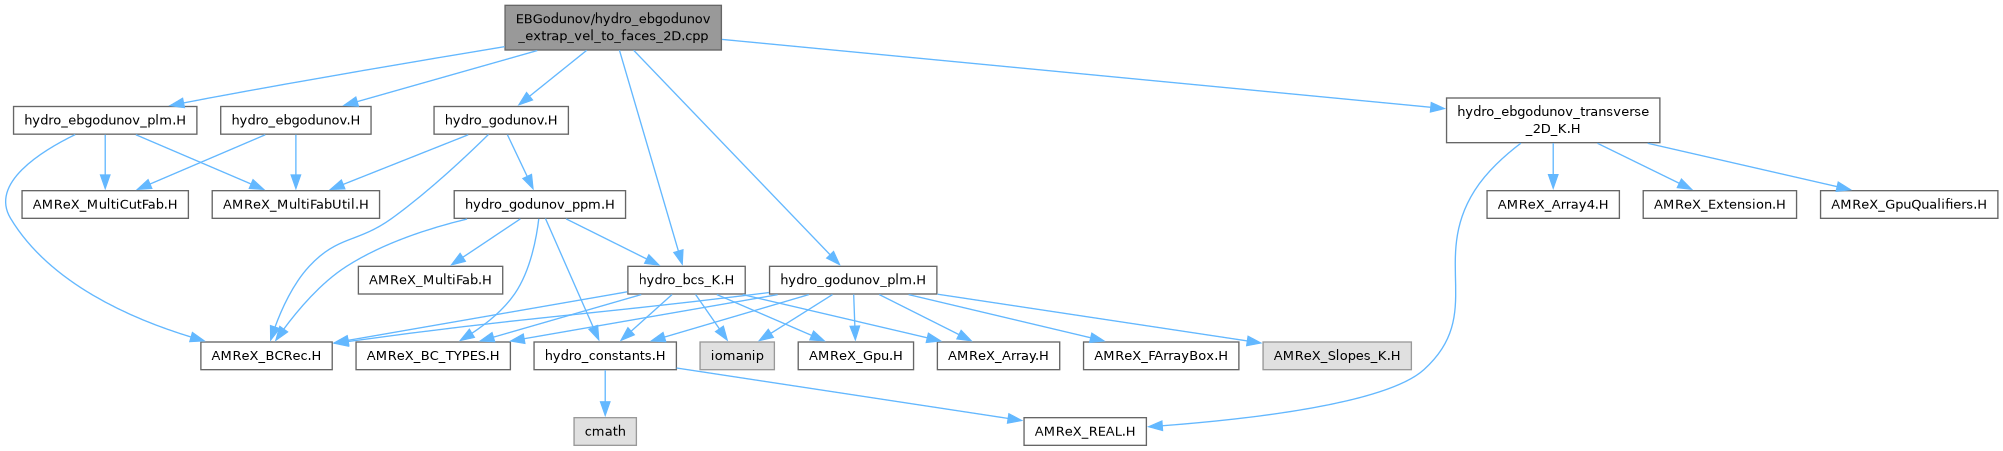 EBGodunov/hydro_ebgodunov
_extrap_vel_to_faces_2D.cpp
hydro_ebgodunov_plm.H
hydro_ebgodunov.H
hydro_godunov.H
hydro_ebgodunov_transverse
_2D_K.H
AMReX_MultiCutFab.H
AMReX_MultiFabUtil.H
hydro_godunov_ppm.H
AMReX_Array4.H
AMReX_Extension.H
AMReX_GpuQualifiers.H
AMReX_MultiFab.H
hydro_bcs_K.H
hydro_godunov_plm.H
AMReX_BCRec.H
AMReX_BC_TYPES.H
hydro_constants.H
iomanip
AMReX_Gpu.H
AMReX_Array.H
AMReX_FArrayBox.H
AMReX_Slopes_K.H
cmath
AMReX_REAL.H